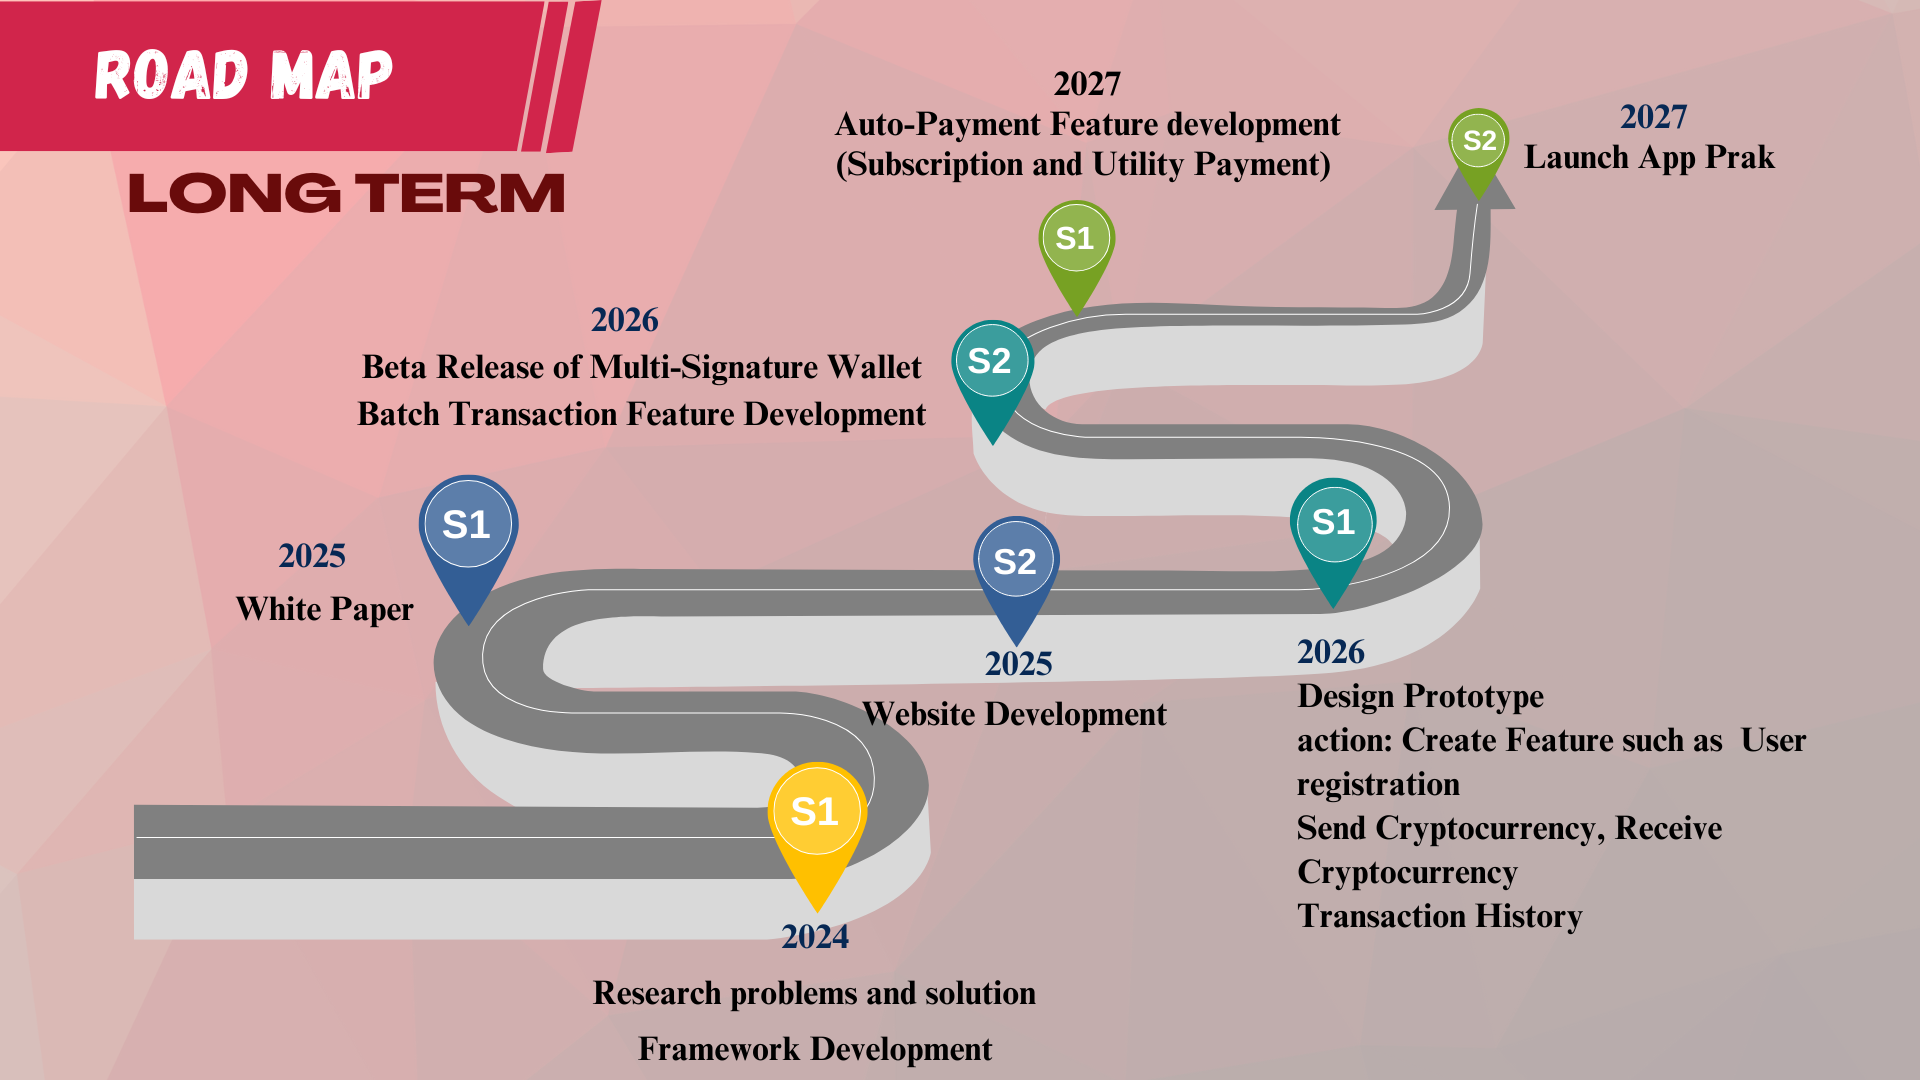 ROAD MAP
LONG TERM
2027
Auto-Payment Feature development
(Subscription and Utility Payment)
S2
2027
Launch App Prak
S1
2026
Beta Release of Multi-Signature Wallet
Batch Transaction Feature Development
S2
S1
2025
White Paper
S2
2025
Website Development
S1
2026
Design Prototype
action: Create Feature such as  User
registration
Send Cryptocurrency, Receive
Cryptocurrency
Transaction History
S1
2024
Research problems and solution
Framework Development